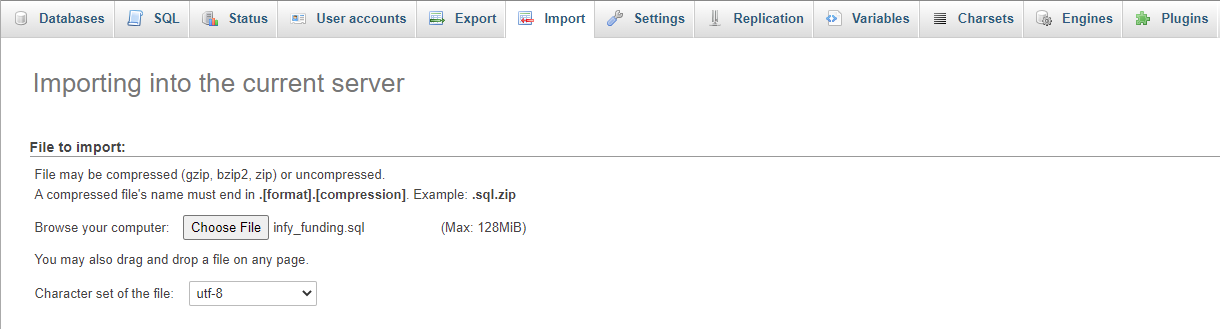 Databases SQL Status User accounts Export Import Settings Replication Variables Charsets Engines Plugins
Importing into the current server
File to import:
File may be compressed (gzip, bzip2, zip) or uncompressed.
A compressed file's name must end in .[format].[compression]. Example: .sql.zip
Browse your computer: Choose File infy_funding.sql (Max: 128MiB)
You may also drag and drop a file on any page.
Character set of the file: utf-8